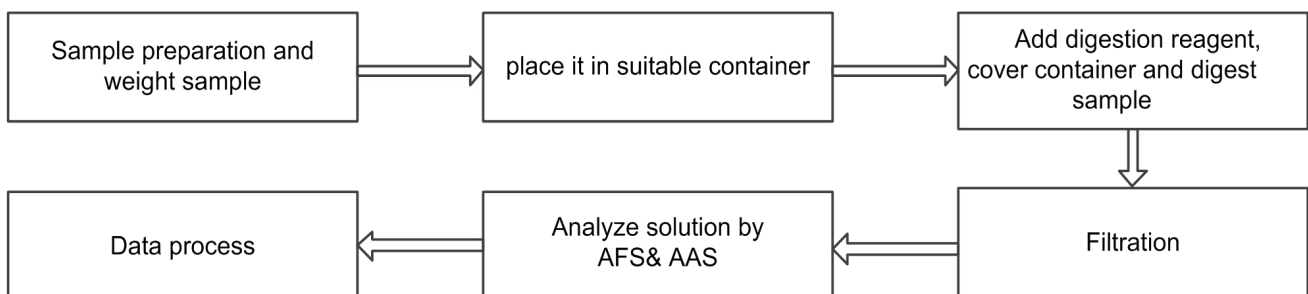 Sample preparation and
weight sample
place it in suitable container
Add digestion reagent,
cover container and digest
sample
Filtration
Analyze solution by
AFS& AAS
Data process